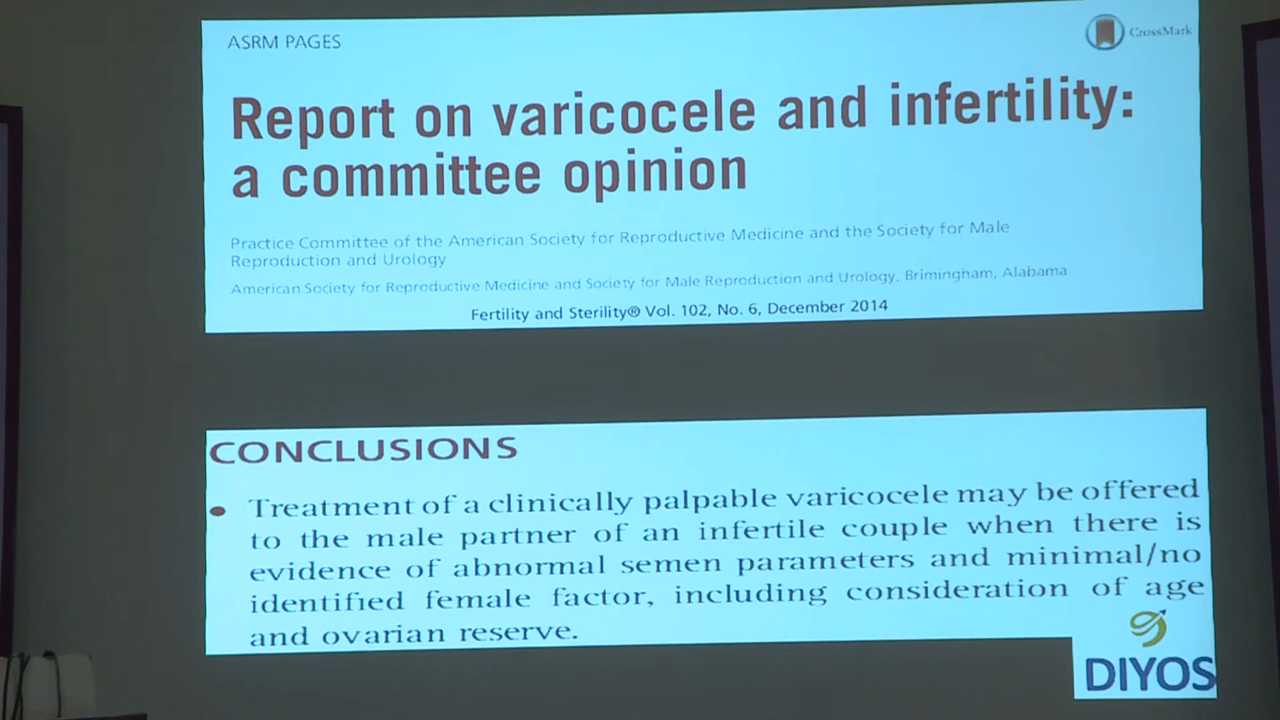 ASRM PAGES
CrossMark
Report on varicocele and infertility:
a committee opinion
Practice Committee of the American Society for Reproductive Medicine and the Society for Male
Reproduction and Urology
American Society for Reproductive Medicine and Society for Male Reproduction and Urology, Brimingham, Alabama
Fertility and Sterility® Vol. 102, No. 6, December 2014
CONCLUSIONS
• Treatment of a clinically palpable varicocele may be offered
to the male partner of an infertile couple when there is
evidence of abnormal semen parameters and minimal/no
identified female factor, including consideration of age
and ovarian reserve.
DIYOS